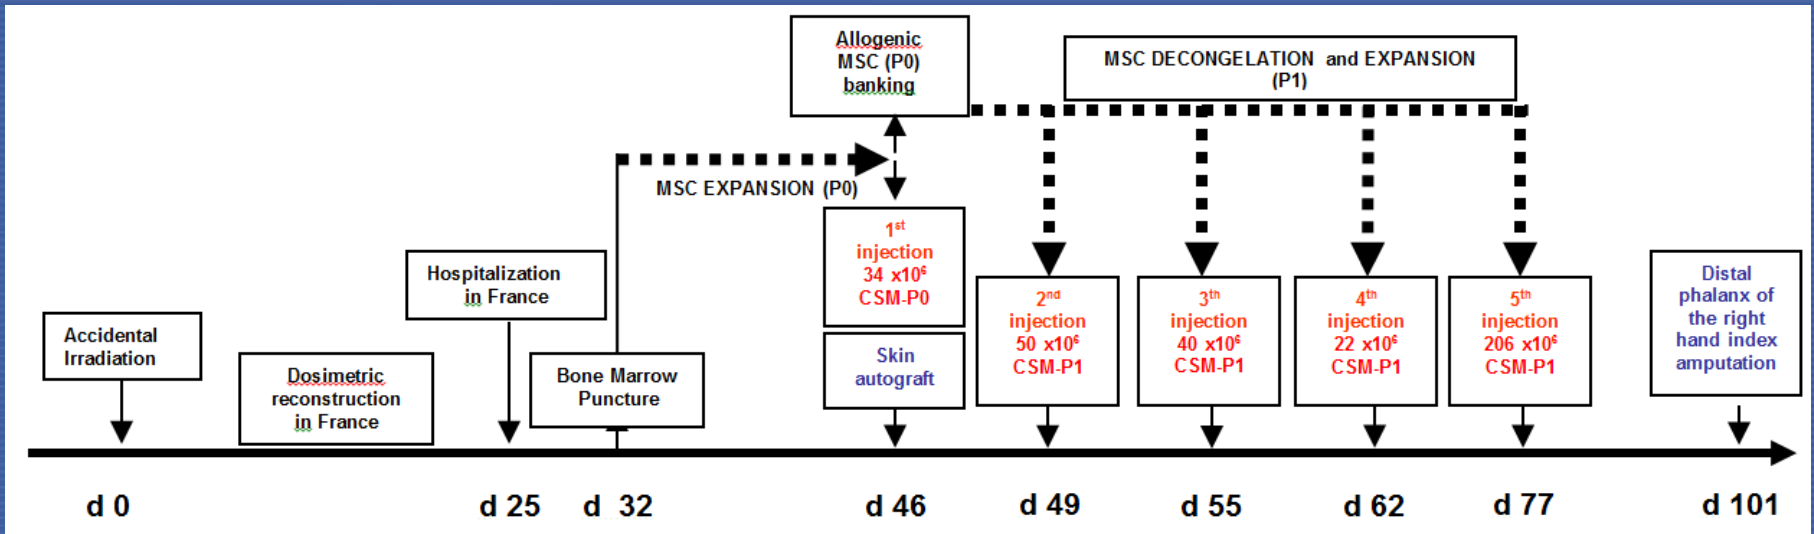 Allogenic
MSC (P0)
banking
MSC DECONGELATION and EXPANSION
(P1)
MSC EXPANSION (P0)
Accidental
Irradiation
Dosimetric
reconstruction
in France
Hospitalization
in France
Bone Marrow
Puncture
1st
injection
34 x10⁶
CSM-P0
Skin
autograft
2nd
injection
50 x10⁶
CSM-P1
3th
injection
40 x10⁶
CSM-P1
4th
injection
22 x10⁶
CSM-P1
5th
injection
206 x10⁶
CSM-P1
Distal
phalanx of
the right
hand index
amputation
d 0
d 25
d 32
d 46
d 49
d 55
d 62
d 77
d 101